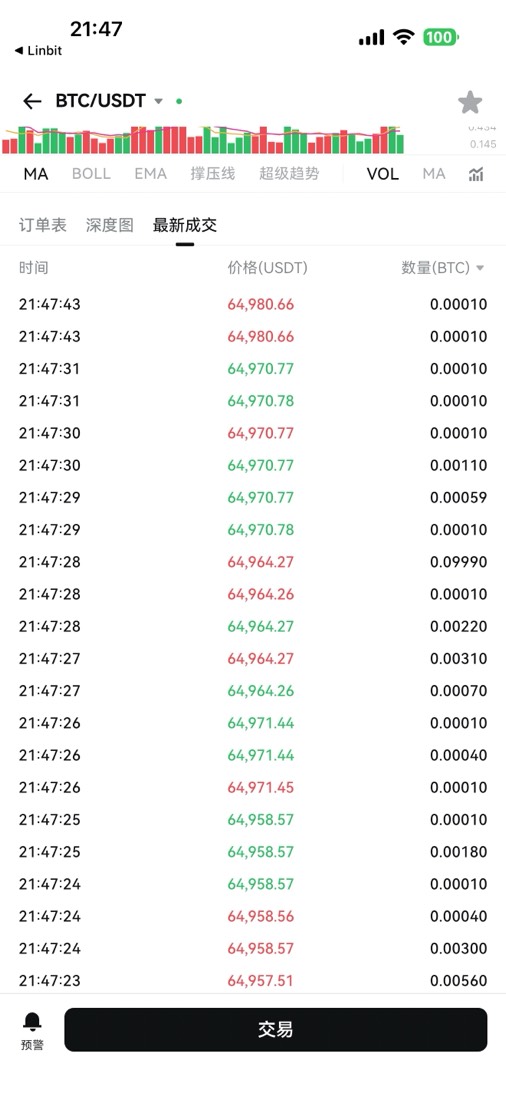 21:47
100
◀ Linbit
BTC/USDT
0.434
0.145
MA BOLL EMA 撑压线 超级趋势 VOL MA
订单表 深度图 最新成交
时间 价格(USDT) 数量(BTC)
21:47:43 64,980.66 0.00010
21:47:43 64,980.66 0.00010
21:47:31 64,970.77 0.00010
21:47:31 64,970.78 0.00010
21:47:30 64,970.77 0.00010
21:47:30 64,970.77 0.00110
21:47:29 64,970.77 0.00059
21:47:29 64,970.78 0.00010
21:47:28 64,964.27 0.09990
21:47:28 64,964.26 0.00010
21:47:28 64,964.27 0.00220
21:47:27 64,964.27 0.00310
21:47:27 64,964.26 0.00070
21:47:26 64,971.44 0.00010
21:47:26 64,971.44 0.00040
21:47:26 64,971.45 0.00010
21:47:25 64,958.57 0.00010
21:47:25 64,958.57 0.00180
21:47:24 64,958.57 0.00010
21:47:24 64,958.56 0.00040
21:47:24 64,958.57 0.00300
21:47:23 64,957.51 0.00560
预警
交易